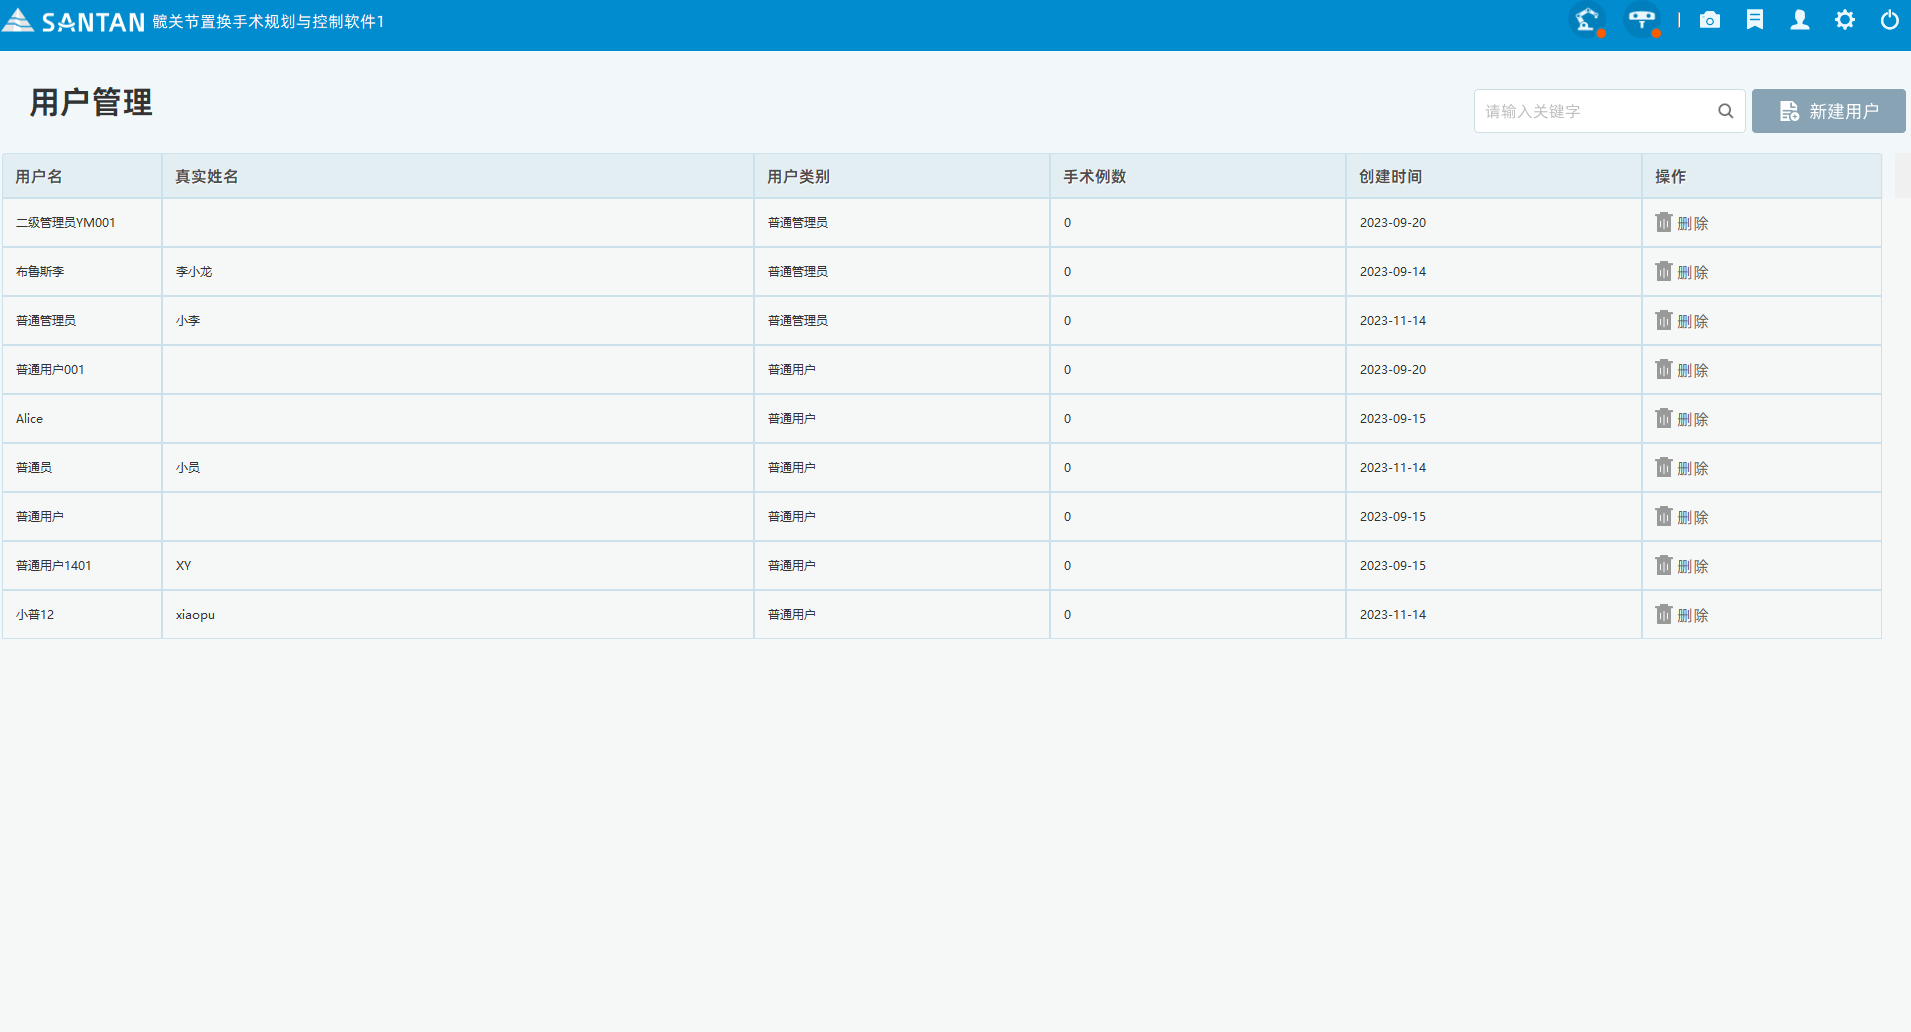 SANTAN 髋关节置换手术规划与控制软件1
用户管理
请输入关键字
新建用户
用户名 真实姓名 用户类别 手术例数 创建时间 操作
二级管理员YM001 普通管理员 0 2023-09-20 删除
布鲁斯李 李小龙 普通管理员 0 2023-09-14 删除
普通管理员 小李 普通管理员 0 2023-11-14 删除
普通用户001 普通用户 0 2023-09-20 删除
Alice 普通用户 0 2023-09-15 删除
普通员 小员 普通用户 0 2023-11-14 删除
普通用户 普通用户 0 2023-09-15 删除
普通用户1401 XY 普通用户 0 2023-09-15 删除
小普12 xiaopu 普通用户 0 2023-11-14 删除